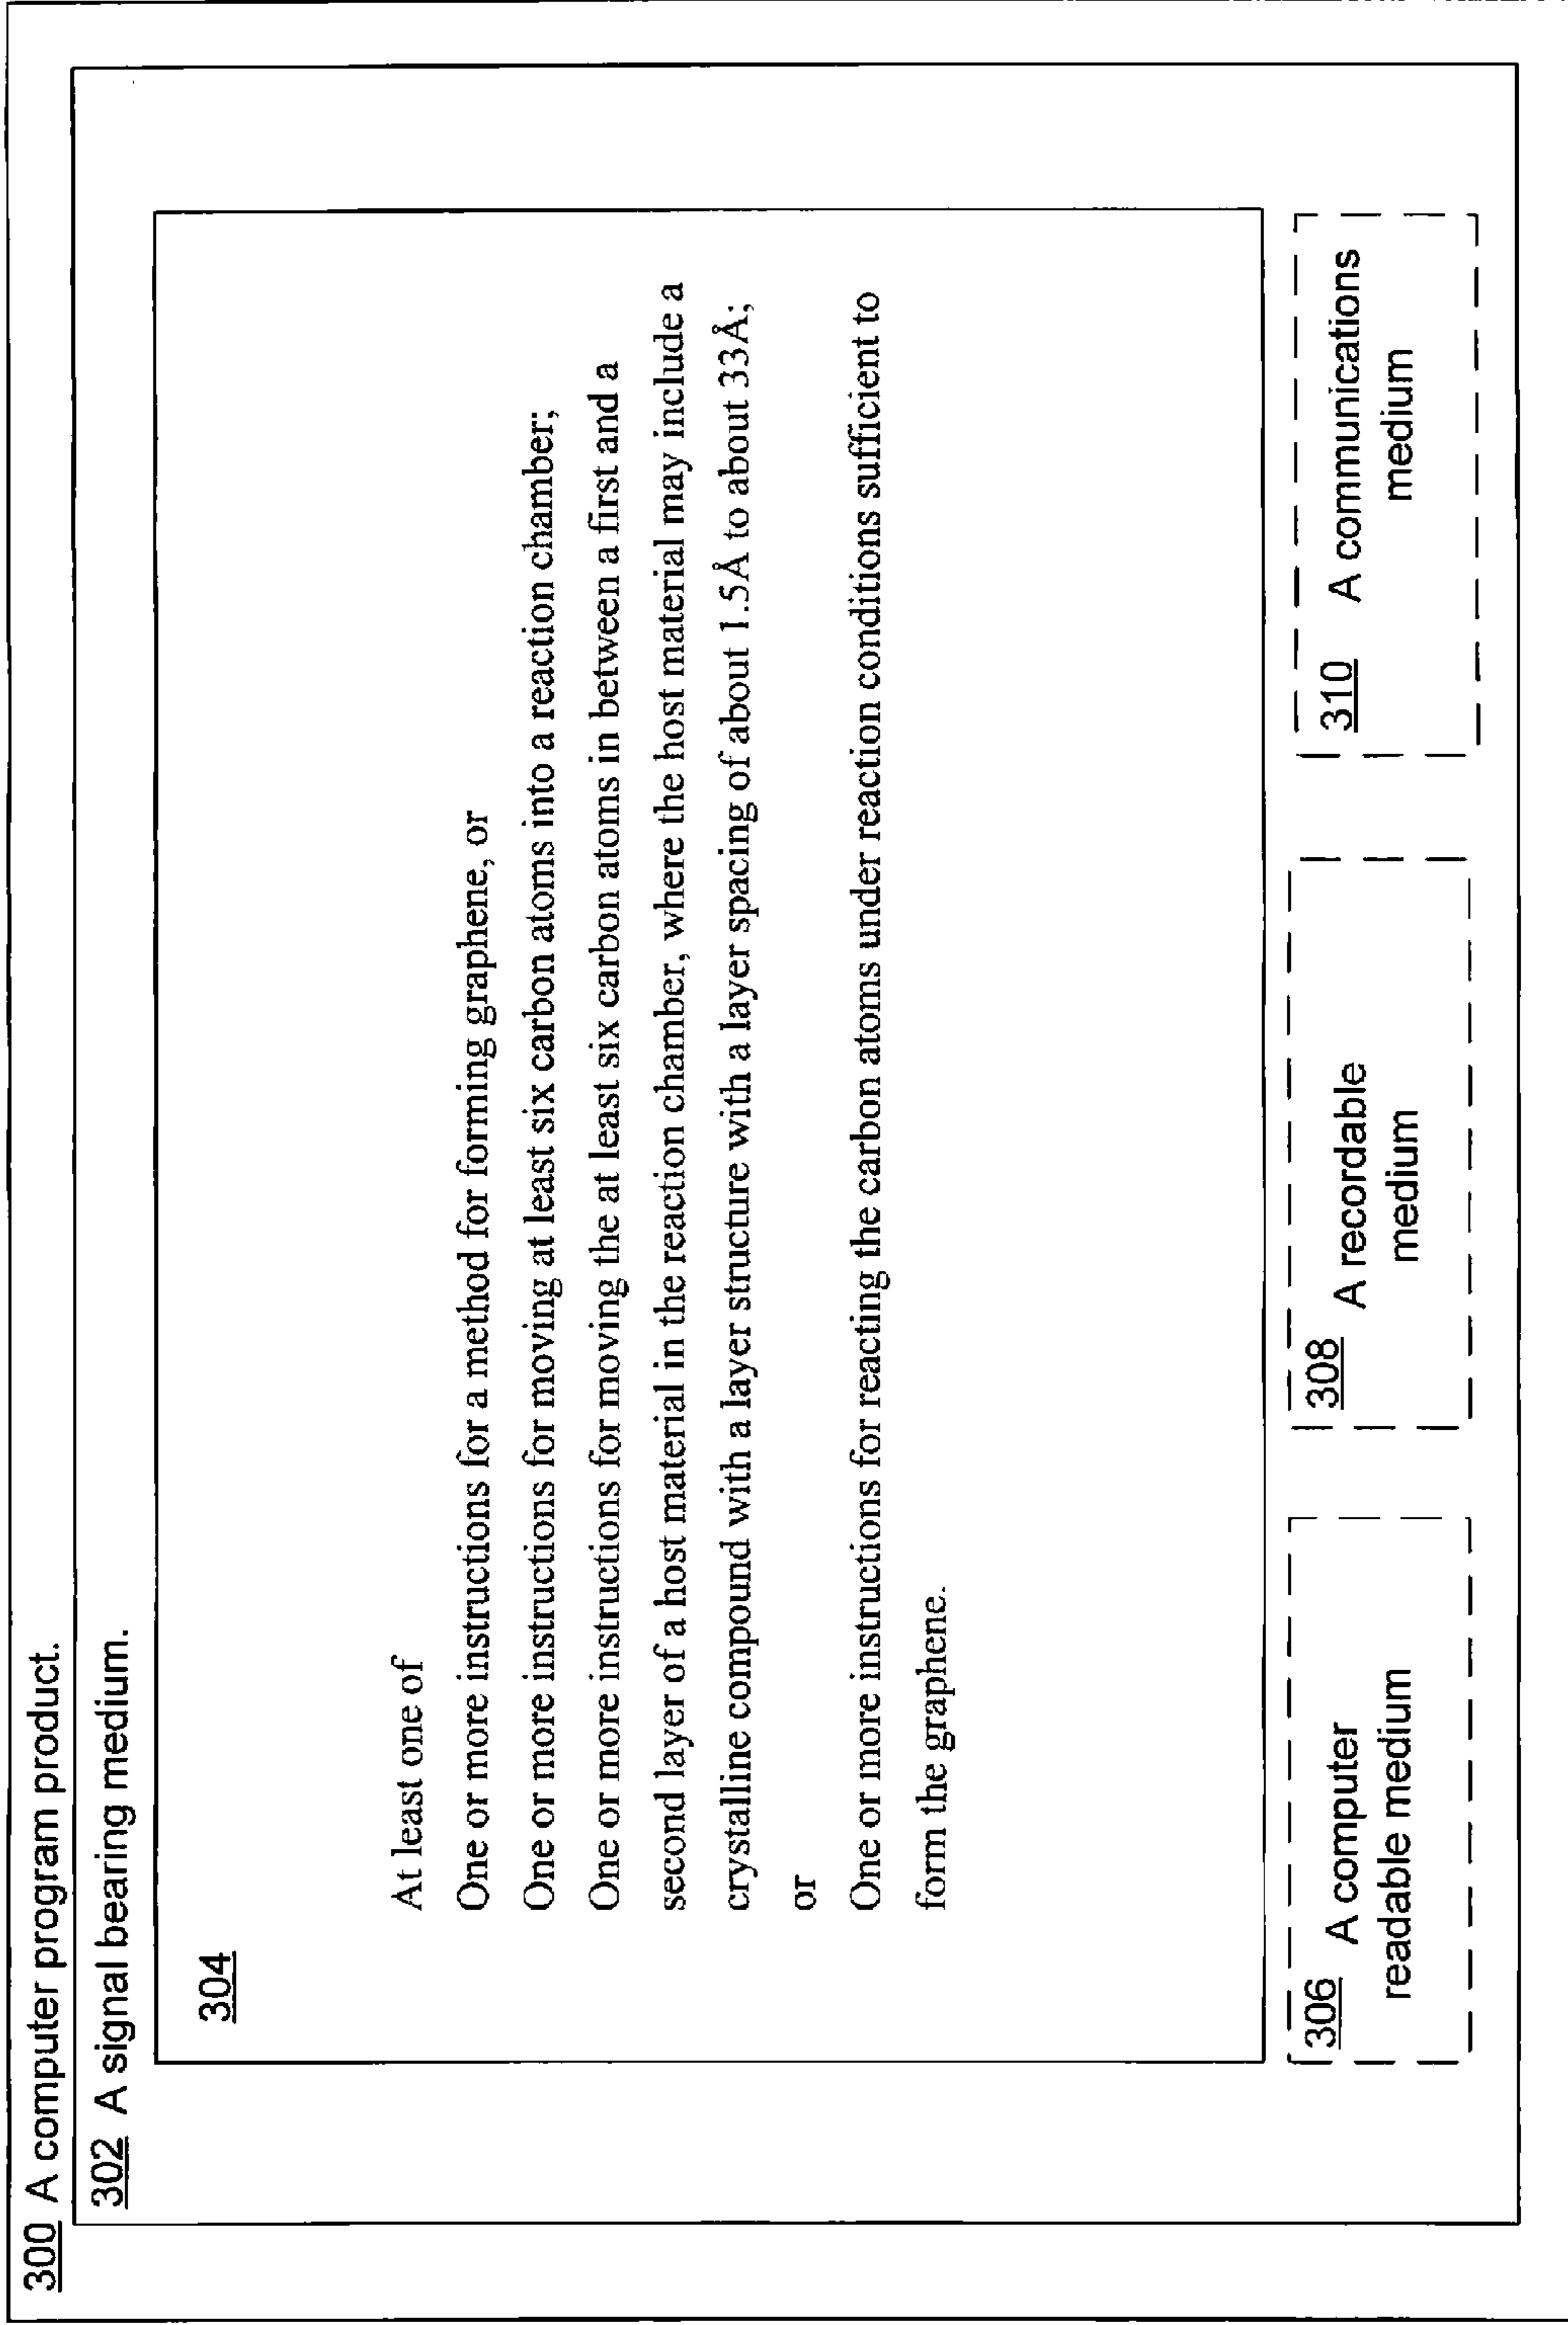 300 A computer program product.
302 A signal bearing medium.
304
At least one of
One or more instructions for a method for forming graphene, or
One or more instructions for moving at least six carbon atoms into a reaction chamber;
One or more instructions for moving the at least six carbon atoms in between a first and a
second layer of a host material in the reaction chamber, where the host material may include a
crystalline compound with a layer structure with a layer spacing of about 1.5Å to about 33Å;
or
One or more instructions for reacting the carbon atoms under reaction conditions sufficient to
form the graphene.
306 A computer
readable medium
308 A recordable
medium
310 A communications
medium